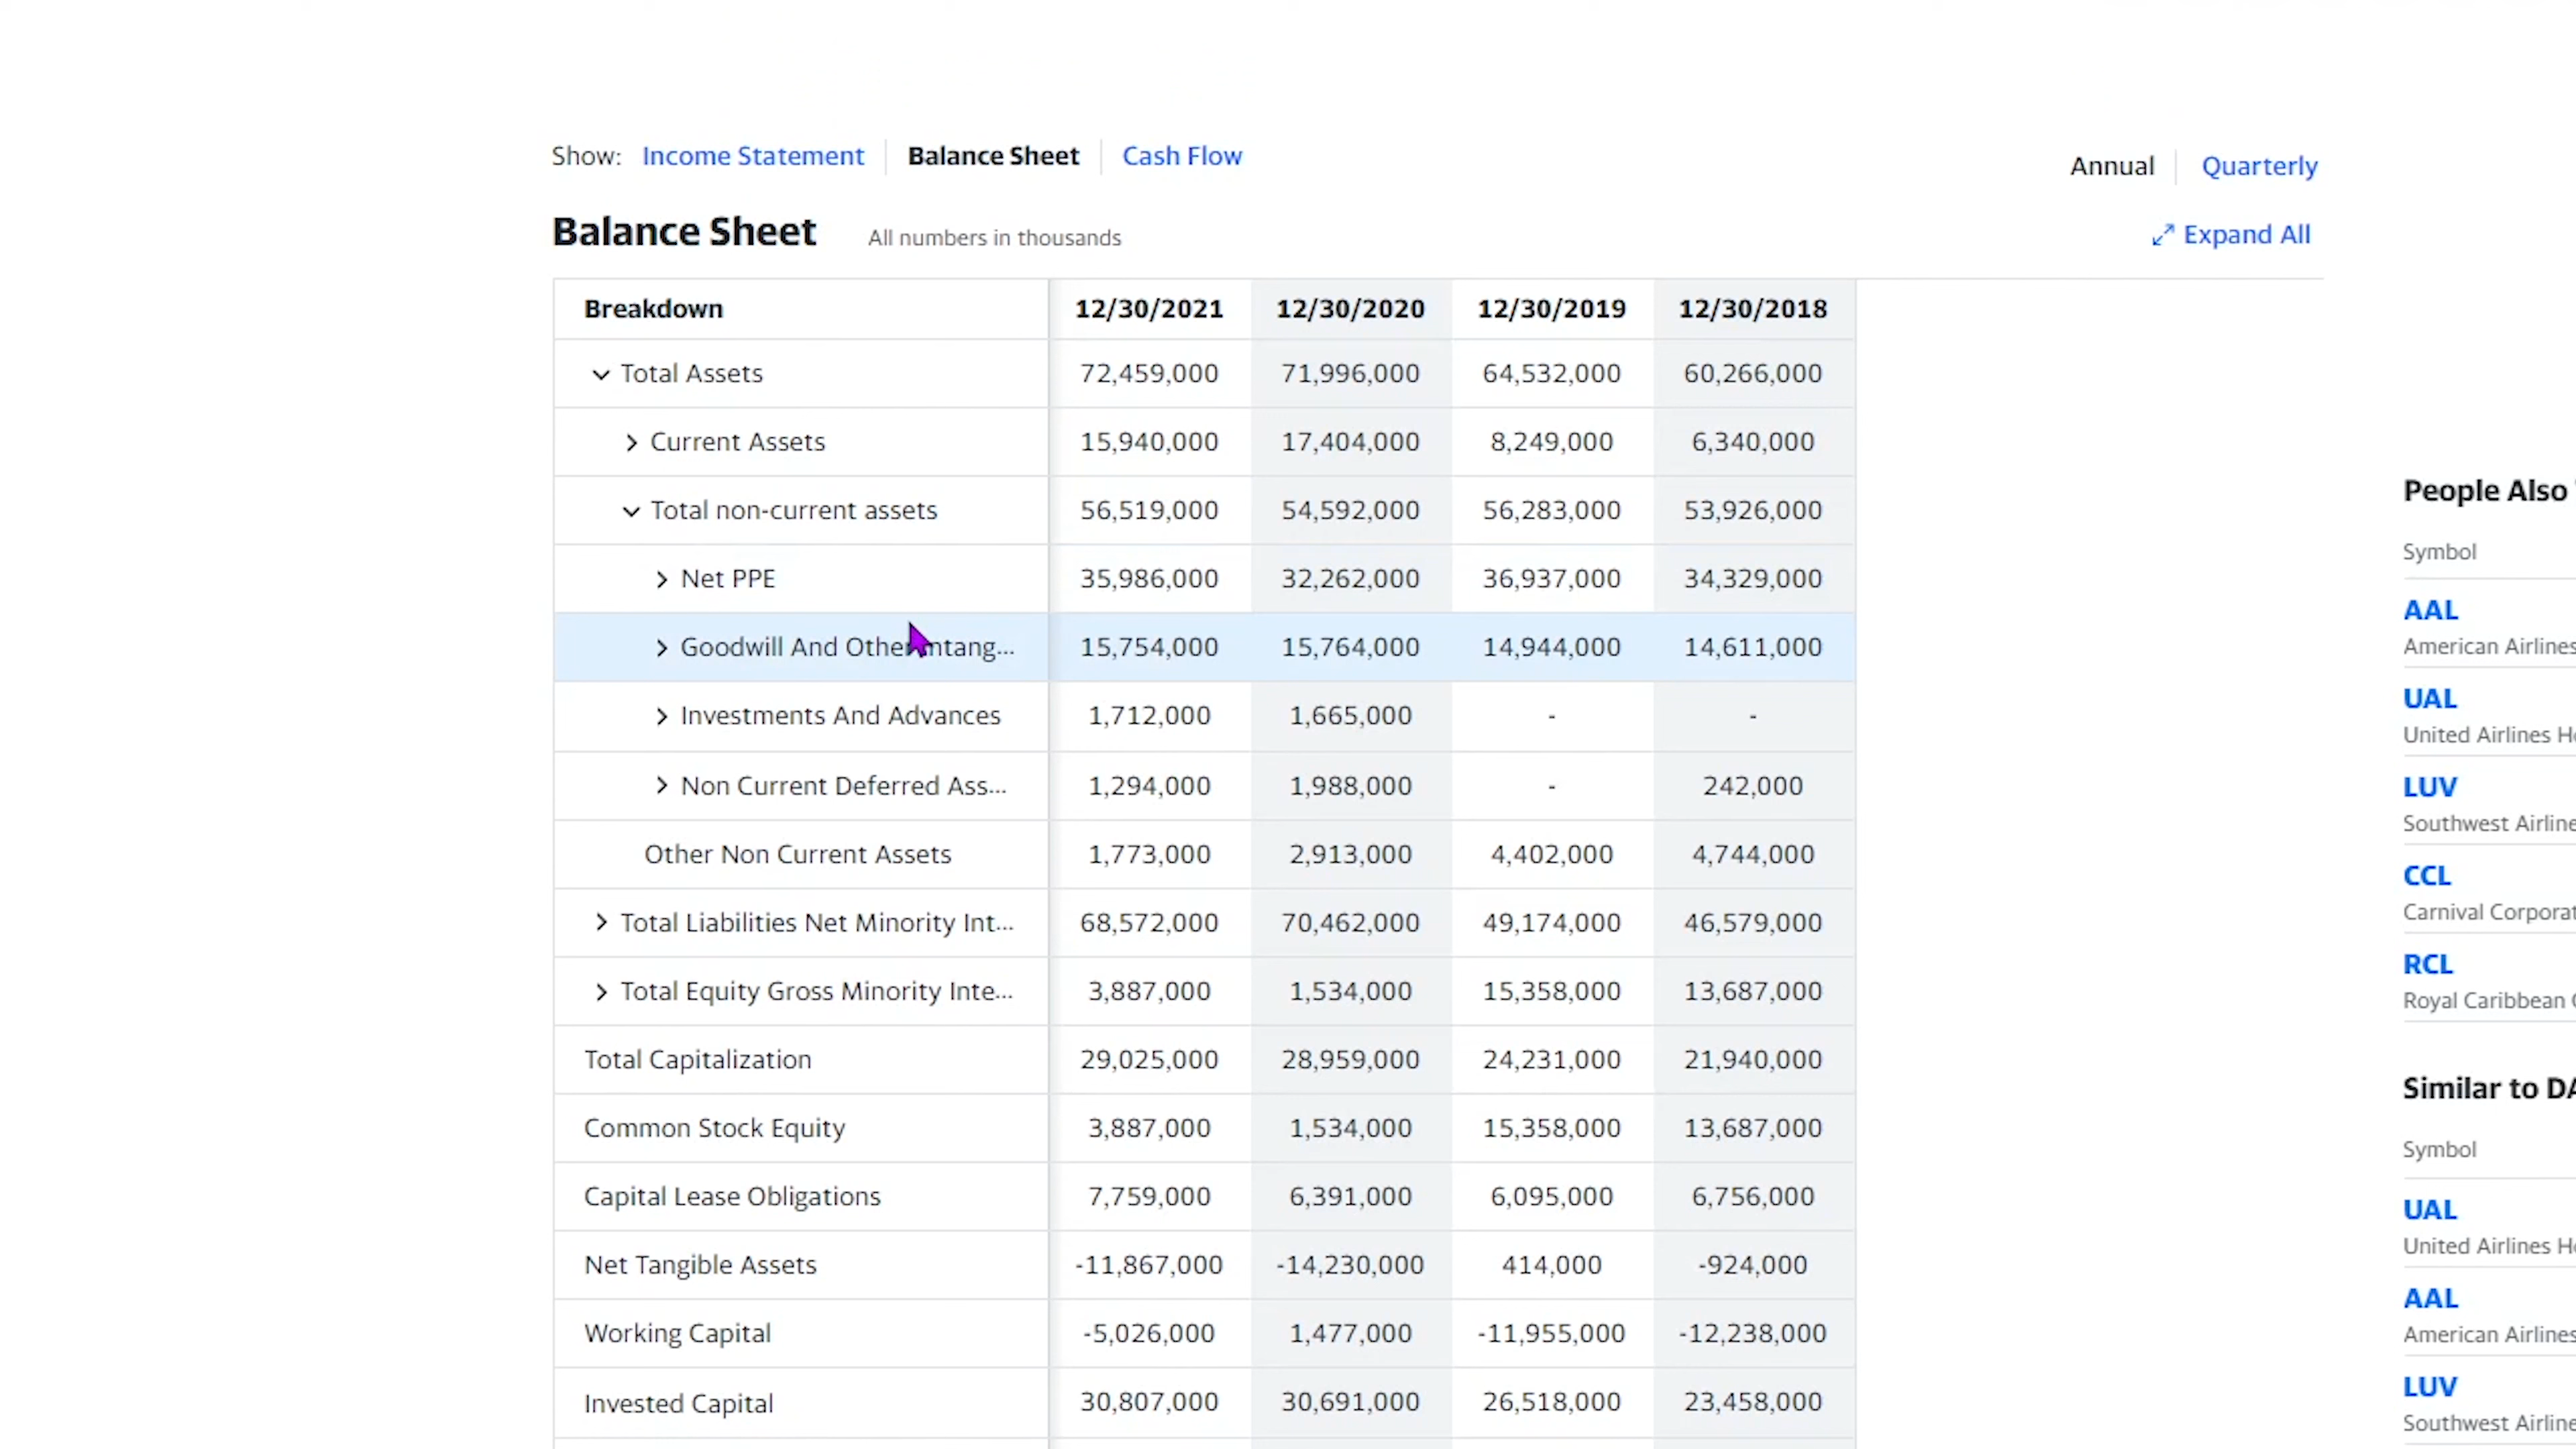 Show: Income Statement Balance Sheet Cash Flow
Annual Quarterly
Balance Sheet All numbers in thousands
Expand All
Breakdown 12/30/2021 12/30/2020 12/30/2019 12/30/2018
Total Assets 72,459,000 71,996,000 64,532,000 60,266,000
Current Assets 15,940,000 17,404,000 8,249,000 6,340,000
Total non-current assets 56,519,000 54,592,000 56,283,000 53,926,000
Net PPE 35,986,000 32,262,000 36,937,000 34,329,000
Goodwill And Other Intang... 15,754,000 15,764,000 14,944,000 14,611,000
Investments And Advances 1,712,000 1,665,000 - -
Non Current Deferred Ass... 1,294,000 1,988,000 - 242,000
Other Non Current Assets 1,773,000 2,913,000 4,402,000 4,744,000
Total Liabilities Net Minority Int... 68,572,000 70,462,000 49,174,000 46,579,000
Total Equity Gross Minority Inte... 3,887,000 1,534,000 15,358,000 13,687,000
Total Capitalization 29,025,000 28,959,000 24,231,000 21,940,000
Common Stock Equity 3,887,000 1,534,000 15,358,000 13,687,000
Capital Lease Obligations 7,759,000 6,391,000 6,095,000 6,756,000
Net Tangible Assets -11,867,000 -14,230,000 414,000 -924,000
Working Capital -5,026,000 1,477,000 -11,955,000 -12,238,000
Invested Capital 30,807,000 30,691,000 26,518,000 23,458,000
People Also
Symbol
AAL
American Airlines
UAL
United Airlines
LUV
Southwest
CCL
Carnival
RCL
Royal Caribbean
Similar to
Symbol
UAL
United Airlines
AAL
American Airlines
LUV
Southwest